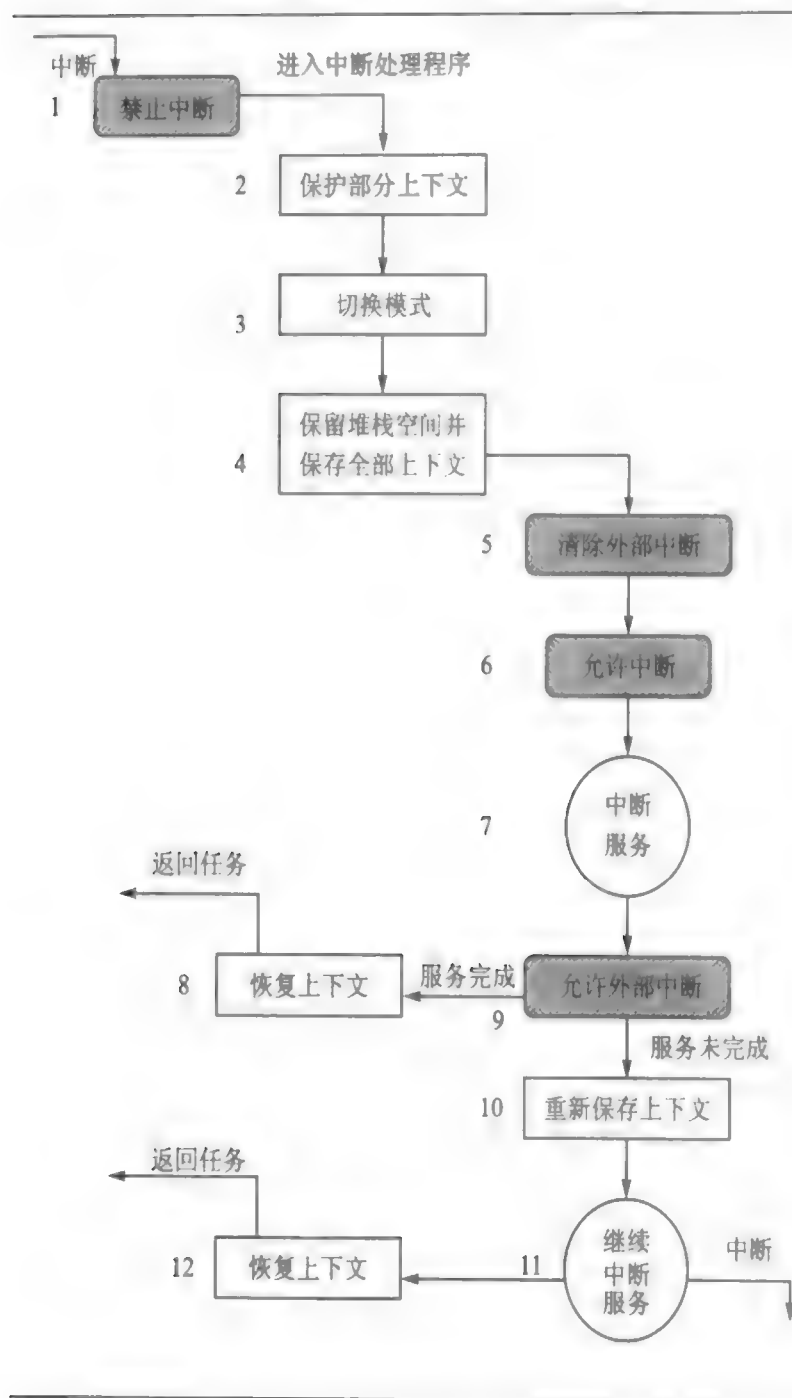 中断
进入中断处理程序
1
禁止中断
2
保护部分上下文
3
切换模式
保留堆栈空间并
4
保存全部上下文
5
清除外部中断
6
允许中断
中断
7
服务
返回任务
8
恢复上下文
服务完成
允许外部中断
9
服务未完成
10
重新保存上下文
返回任务
继续
中断
12
恢复上下文
11
中断
服务